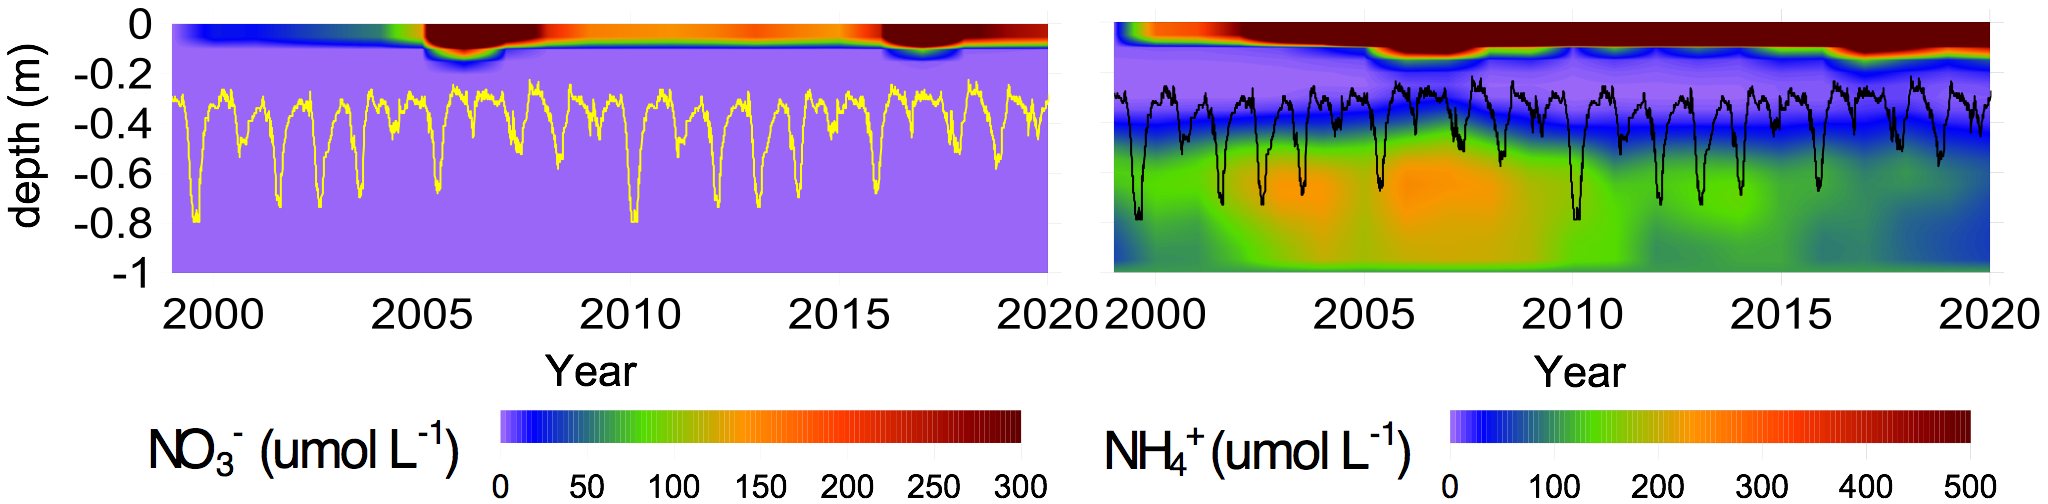 0
-0.2
-0.4
-0.6
-0.8
-1
depth (m)
2000 2005 2010 2015 2020
2000 2005 2010 2015 2020
Year
Year
NO₃⁻ (umol L⁻¹)
0 50 100 150 200 250 300
NH₄⁺ (umol L⁻¹)
0 100 200 300 400 500